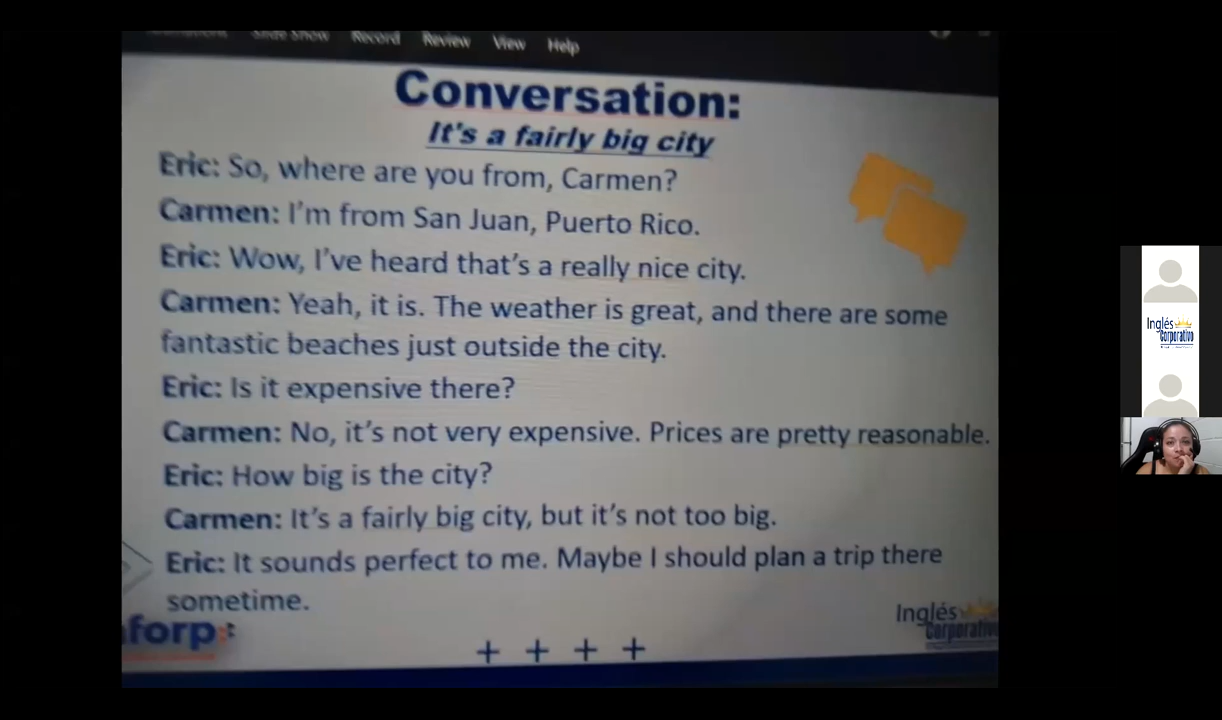 Slide Show Record Review View Help
Conversation:
It's a fairly big city
Eric: So, where are you from, Carmen?
Carmen: I'm from San Juan, Puerto Rico.
Eric: Wow, I've heard that's a really nice city.
Carmen: Yeah, it is. The weather is great, and there are some
fantastic beaches just outside the city.
Eric: Is it expensive there?
Carmen: No, it's not very expensive. Prices are pretty reasonable.
Eric: How big is the city?
Carmen: It's a fairly big city, but it's not too big.
Eric: It sounds perfect to me. Maybe I should plan a trip there
sometime.
forp
Inglés
Corporativo
+ + + +
Inglés
Corporativo